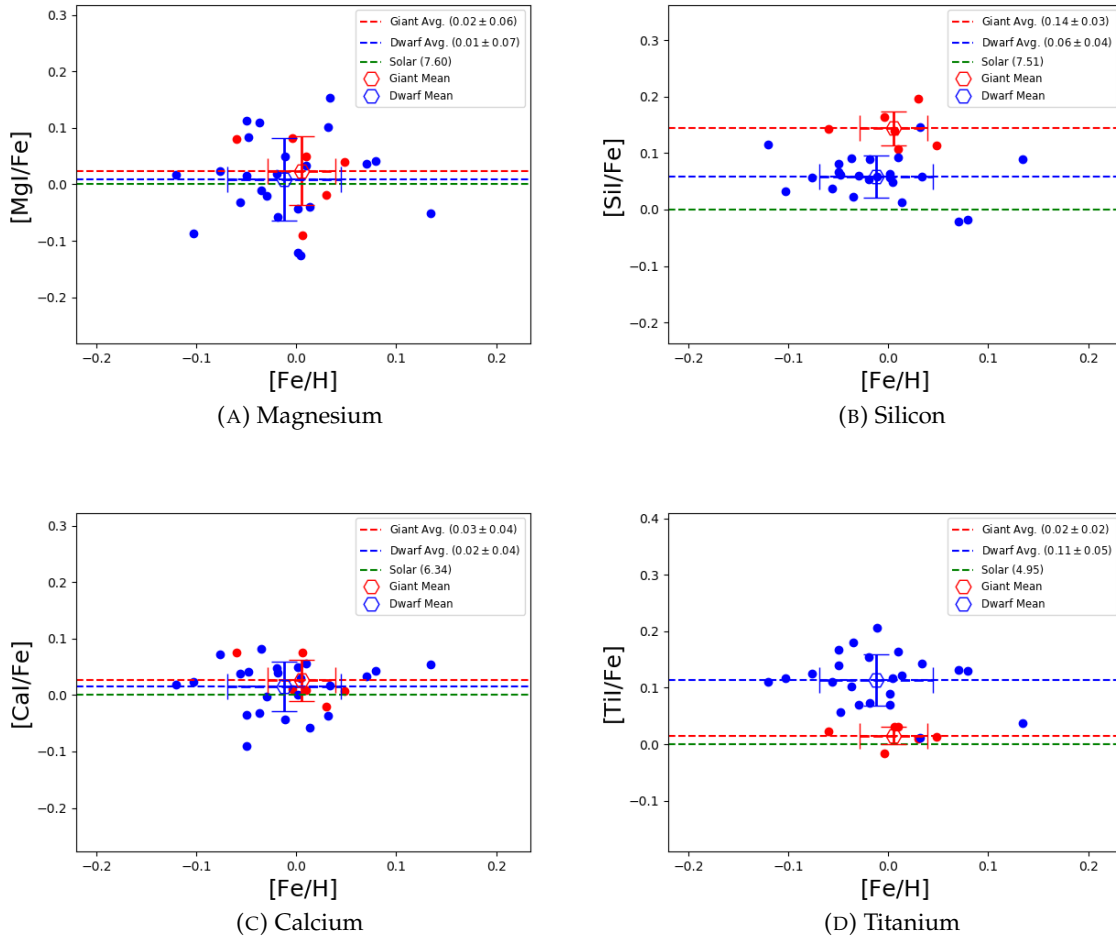 Giant Avg. (0.02 ± 0.06)
Dwarf Avg. (0.01 ± 0.07)
Solar (7.60)
Giant Mean
Dwarf Mean
0.3
0.2
0.1
0.0
−0.1
−0.2
[MgI/Fe]
−0.2 −0.1 0.0 0.1 0.2
[Fe/H]
(A) Magnesium
Giant Avg. (0.14 ± 0.03)
Dwarf Avg. (0.06 ± 0.04)
Solar (7.51)
Giant Mean
Dwarf Mean
0.3
0.2
0.1
0.0
−0.1
−0.2
[SiI/Fe]
−0.2 −0.1 0.0 0.1 0.2
[Fe/H]
(B) Silicon
Giant Avg. (0.03 ± 0.04)
Dwarf Avg. (0.02 ± 0.04)
Solar (6.34)
Giant Mean
Dwarf Mean
0.3
0.2
0.1
0.0
−0.1
−0.2
[CaI/Fe]
−0.2 −0.1 0.0 0.1 0.2
[Fe/H]
(C) Calcium
Giant Avg. (0.02 ± 0.02)
Dwarf Avg. (0.11 ± 0.05)
Solar (4.95)
Giant Mean
Dwarf Mean
0.4
0.3
0.2
0.1
0.0
−0.1
[TiI/Fe]
−0.2 −0.1 0.0 0.1 0.2
[Fe/H]
(D) Titanium